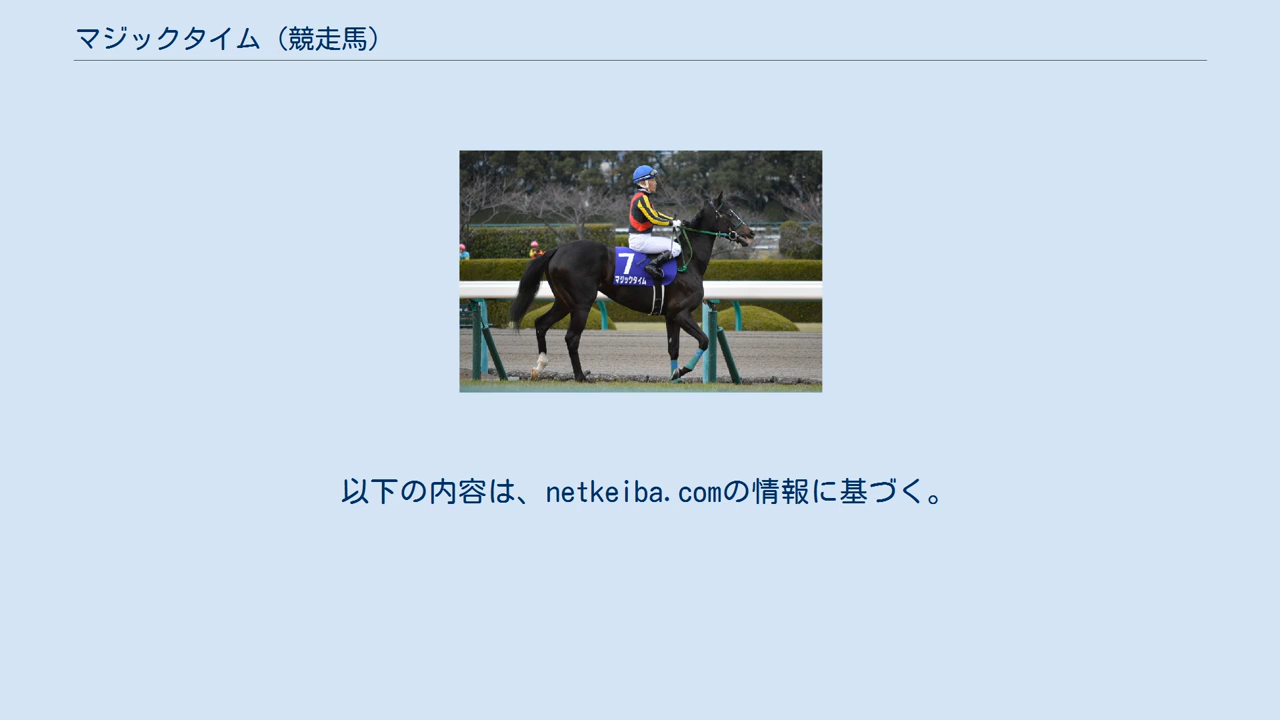 マジックタイム（競走馬）
7
マジックタイム
以下の内容は、netkeiba.comの情報に基づく。